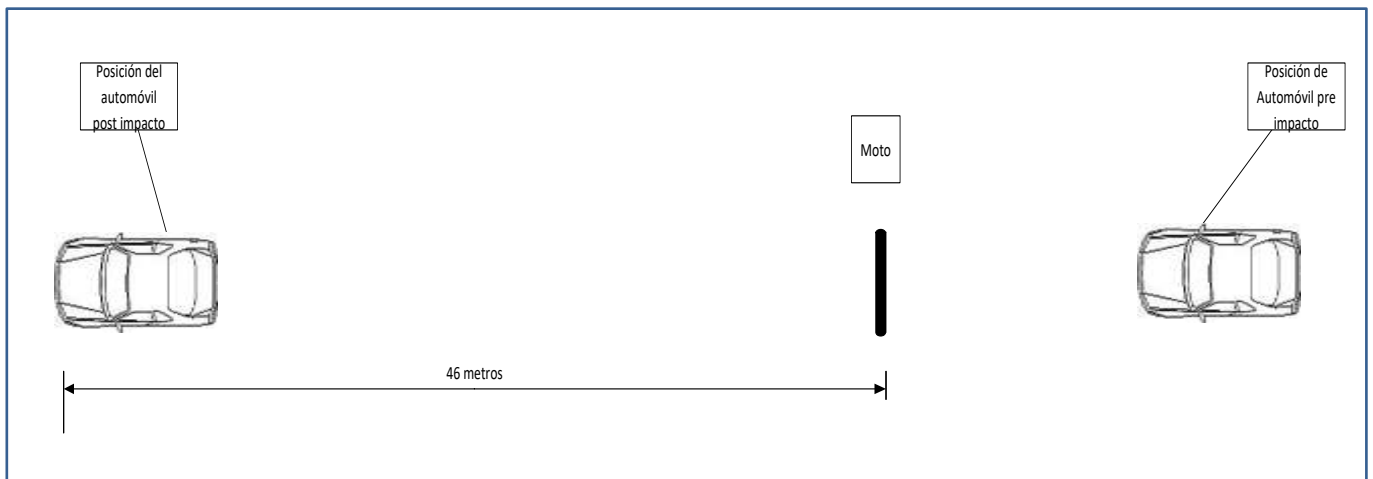 Posición del
automóvil
post impacto
Moto
Posición de
Automóvil pre
impacto
46 metros